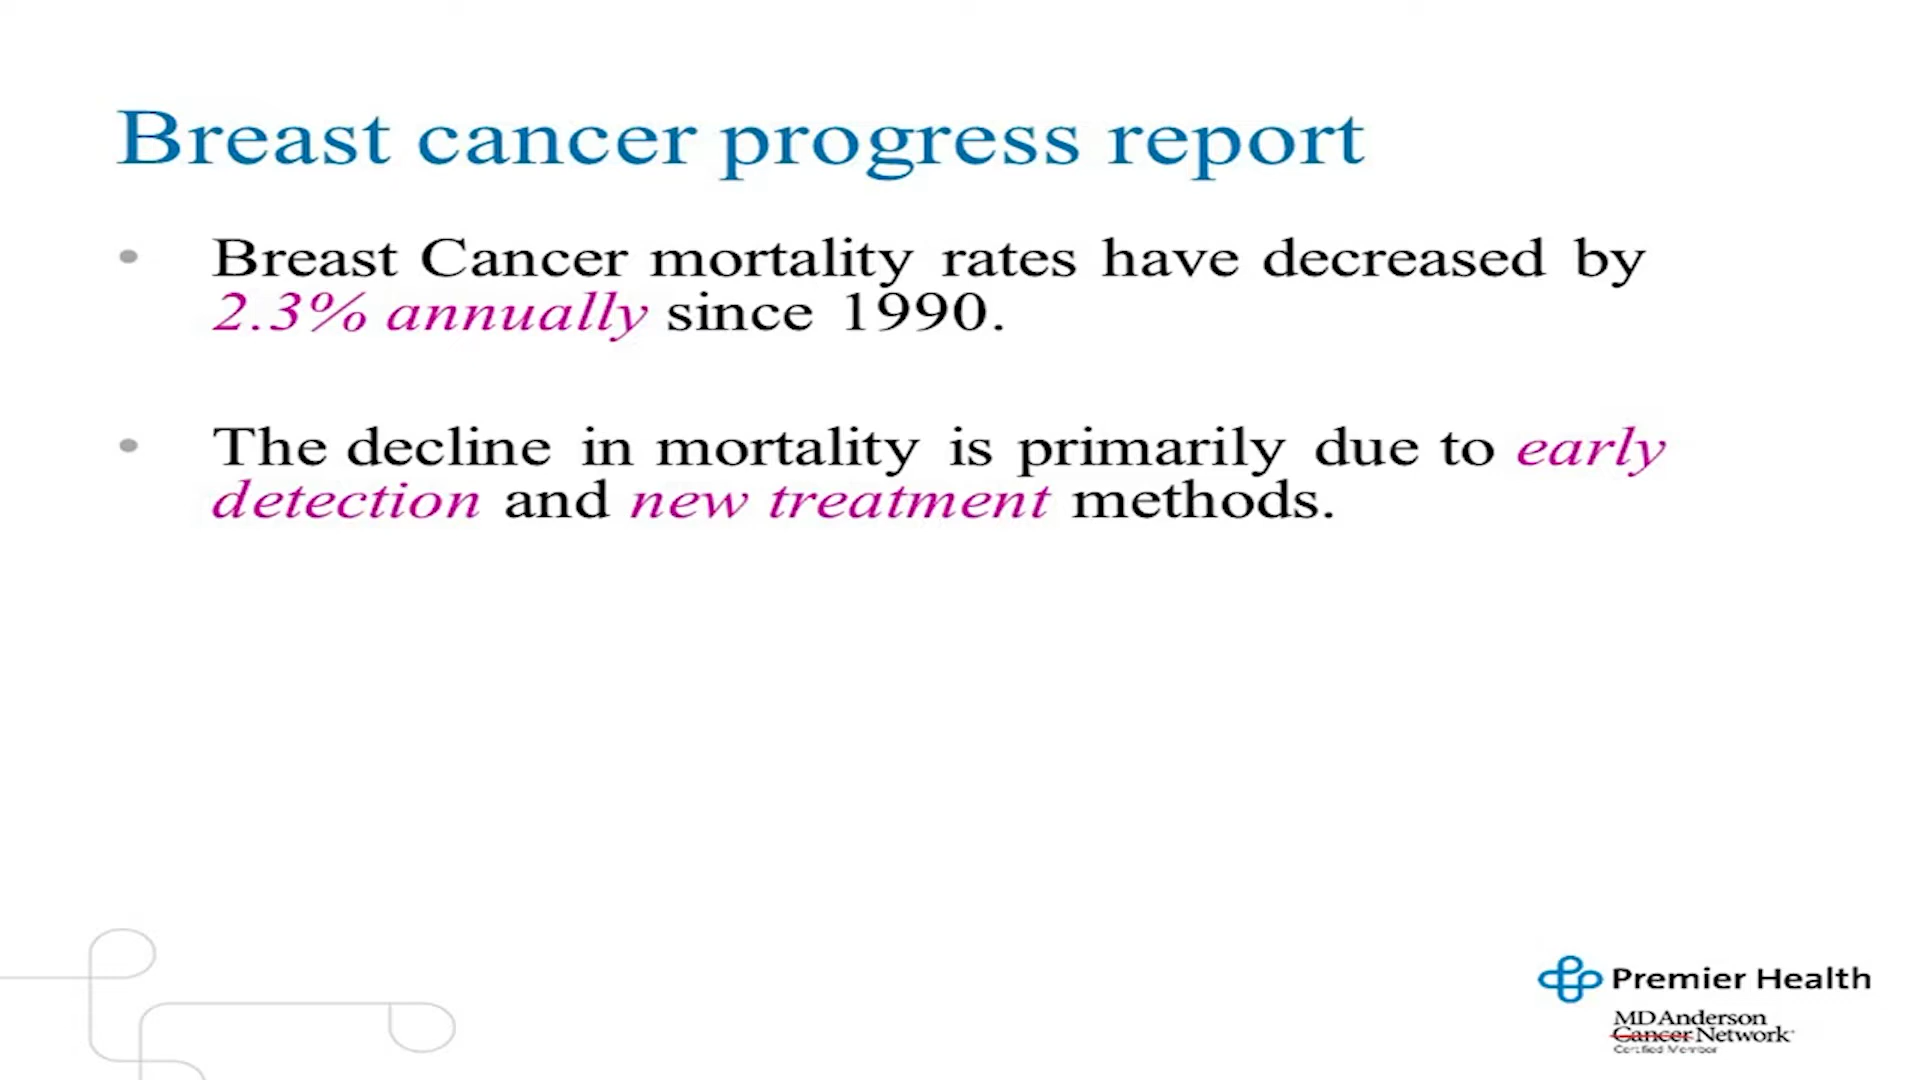 Breast cancer progress report
• Breast Cancer mortality rates have decreased by
2.3% annually since 1990.
• The decline in mortality is primarily due to early
detection and new treatment methods.
Premier Health
MD Anderson
Cancer Network
Certified Member